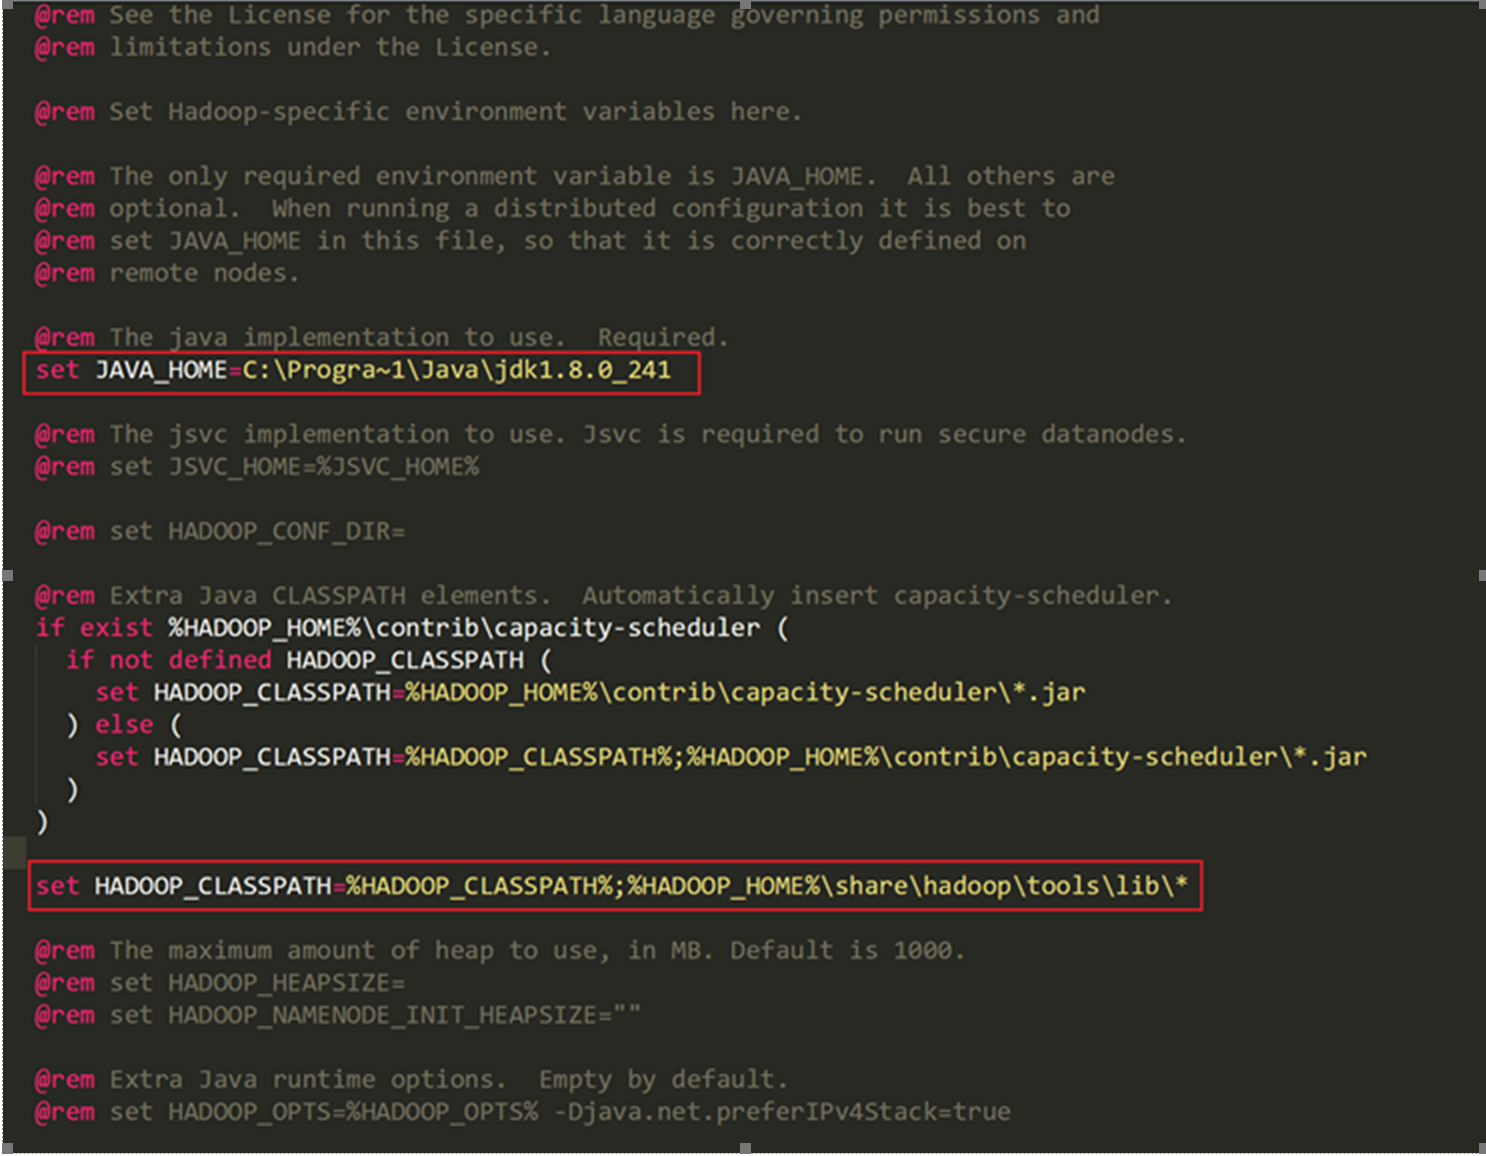 @rem See the License for the specific language governing permissions and
@rem limitations under the License.
@rem Set Hadoop-specific environment variables here.
@rem The only required environment variable is JAVA_HOME.  All others are
@rem optional.  When running a distributed configuration it is best to
@rem set JAVA_HOME in this file, so that it is correctly defined on
@rem remote nodes.
@rem The java implementation to use.  Required.
set JAVA_HOME=C:\Progra~1\Java\jdk1.8.0_241
@rem The jsvc implementation to use. Jsvc is required to run secure datanodes.
@rem set JSVC_HOME=%JSVC_HOME%
@rem set HADOOP_CONF_DIR=
@rem Extra Java CLASSPATH elements.  Automatically insert capacity-scheduler.
if exist %HADOOP_HOME%\contrib\capacity-scheduler (
  if not defined HADOOP_CLASSPATH (
    set HADOOP_CLASSPATH=%HADOOP_HOME%\contrib\capacity-scheduler\*.jar
  ) else (
    set HADOOP_CLASSPATH=%HADOOP_CLASSPATH%;%HADOOP_HOME%\contrib\capacity-scheduler\*.jar
  )
)
set HADOOP_CLASSPATH=%HADOOP_CLASSPATH%;%HADOOP_HOME%\share\hadoop\tools\lib\*
@rem The maximum amount of heap to use, in MB. Default is 1000.
@rem set HADOOP_HEAPSIZE=
@rem set HADOOP_NAMENODE_INIT_HEAPSIZE=""
@rem Extra Java runtime options.  Empty by default.
@rem set HADOOP_OPTS=%HADOOP_OPTS% -Djava.net.preferIPv4Stack=true